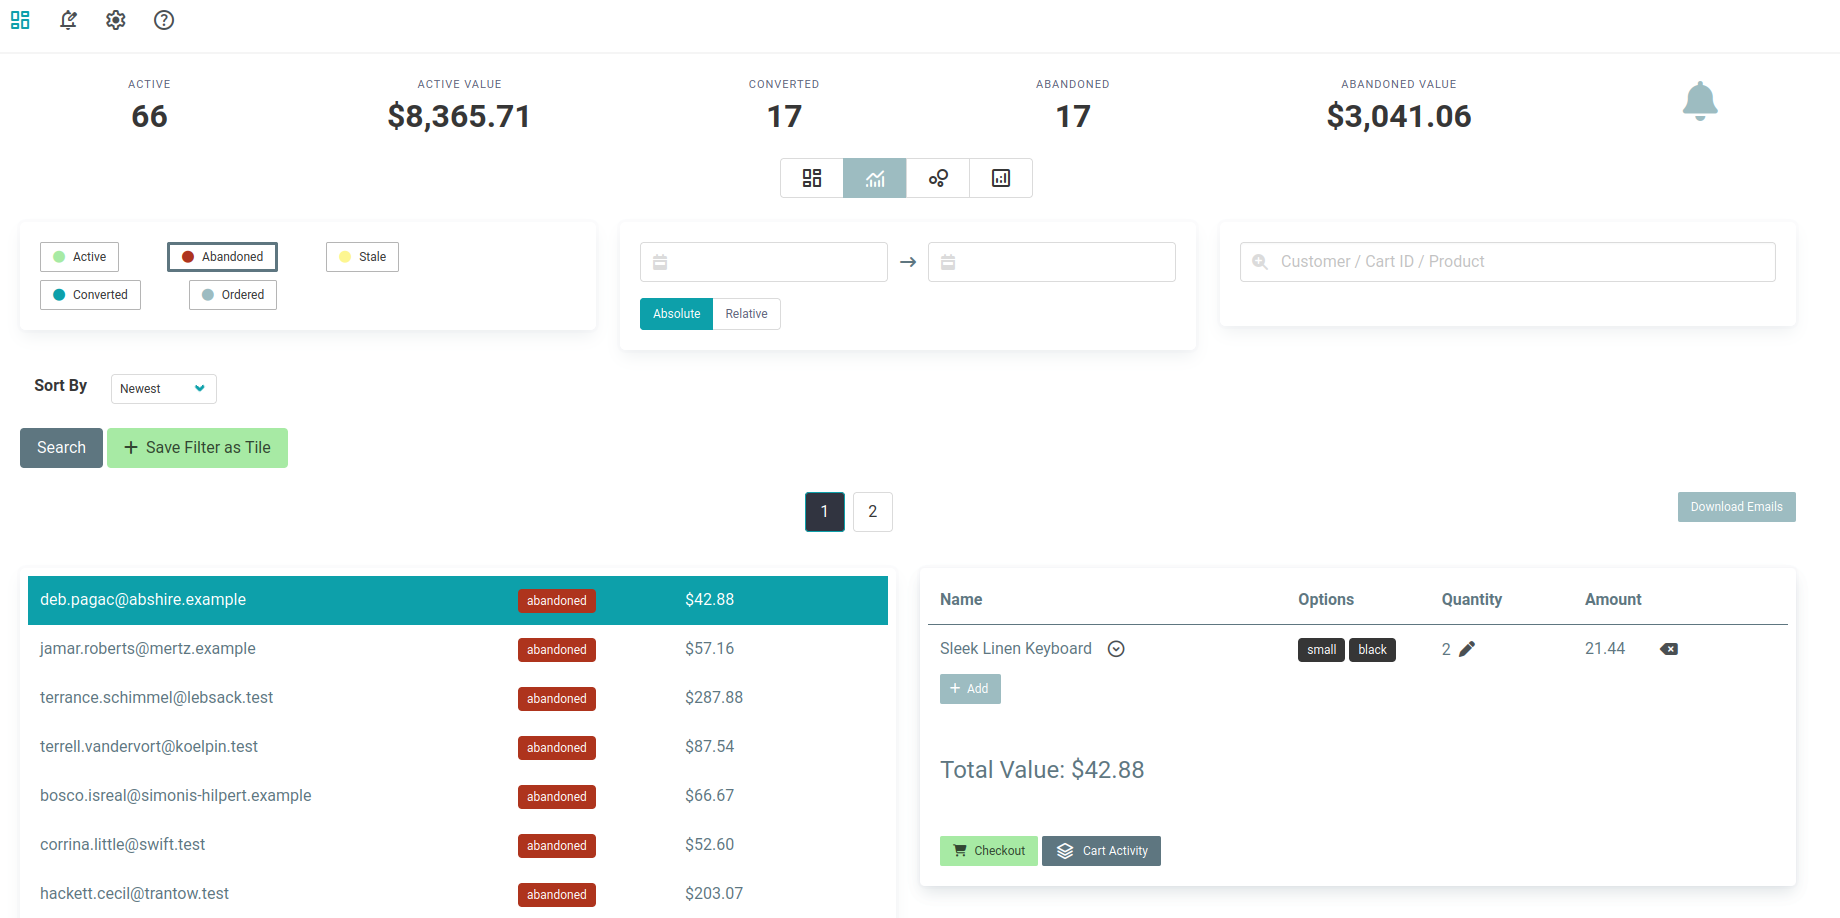 ACTIVE
66
ACTIVE VALUE
$8,365.71
CONVERTED
17
ABANDONED
17
ABANDONED VALUE
$3,041.06
Active
Abandoned
Stale
Converted
Ordered
Absolute
Relative
Customer / Cart ID / Product
Sort By
Newest
Search
+ Save Filter as Tile
1
2
Download Emails
deb.pagac@abshire.example abandoned $42.88
jamar.roberts@mertz.example abandoned $57.16
terrance.schimmel@lebsack.test abandoned $287.88
terrell.vandervort@koelpin.test abandoned $87.54
bosco.isreal@simonis-hilpert.example abandoned $66.67
corrina.little@swift.test abandoned $52.60
hackett.cecil@trantow.test abandoned $203.07
Name Options Quantity Amount
Sleek Linen Keyboard small black 2 21.44
+ Add
Total Value: $42.88
Checkout
Cart Activity